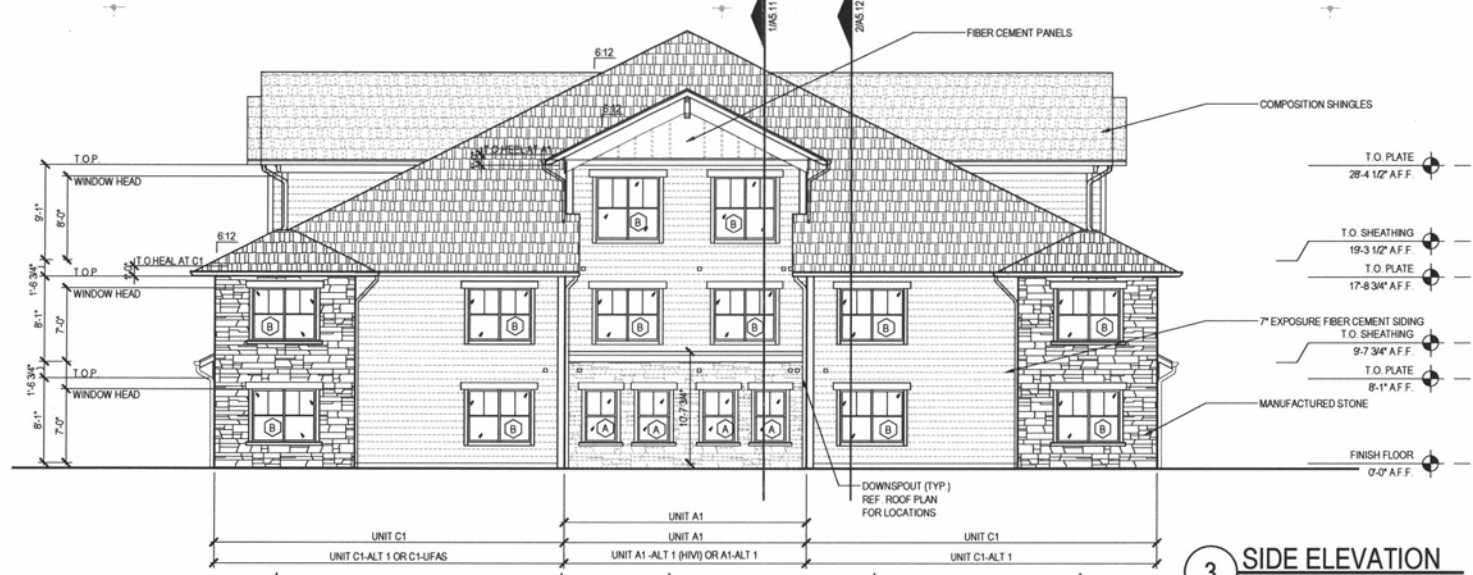 1/A5.11
2/A5.12
FIBER CEMENT PANELS
6:12
6:12
COMPOSITION SHINGLES
T.O.HEEL AT A1
T.O.P.
WINDOW HEAD
T.O. PLATE
28'-4 1/2" A.F.F.
9'-1"
8'-0"
B
B
6:12
T.O. SHEATHING
19'-3 1/2" A.F.F.
T.O HEAL AT C1
1'-0"
T.O.P
WINDOW HEAD
T.O. PLATE
17'-8 3/4" A.F.F.
1'-6 3/4"
8'-1"
7'-0"
B
B
B
B
B
B
7" EXPOSURE FIBER CEMENT SIDING
T.O. SHEATHING
9'-7 3/4" A.F.F.
T.O.P.
WINDOW HEAD
T.O. PLATE
8'-1" A.F.F.
1'-6 3/4"
8'-1"
7'-0"
10'-7 3/4"
MANUFACTURED STONE
B
B
A
A
A
A
B
B
FINISH FLOOR
0'-0" A.F.F.
DOWNSPOUT (TYP.)
REF. ROOF PLAN
FOR LOCATIONS
UNIT A1
UNIT C1
UNIT A1
UNIT C1
UNIT C1-ALT 1 OR C1-UFAS
UNIT A1 -ALT 1 (HIVI) OR A1-ALT 1
UNIT C1-ALT 1
3
SIDE ELEVATION